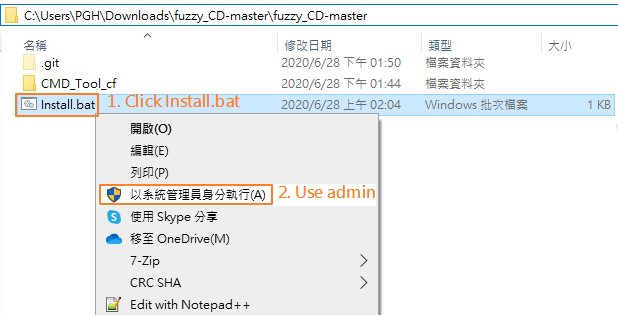 C:\Users\PGH\Downloads\fuzzy_CD-master\fuzzy_CD-master
名稱 修改日期 類型 大小
.git 2020/6/28 下午 01:50 檔案資料夾
CMD_Tool_cf 2020/6/28 下午 01:44 檔案資料夾
Install.bat 1. Click Install.bat 2020/6/28 上午 02:04 Windows 批次檔案 1 KB
開啟(O)
編輯(E)
列印(P)
以系統管理員身分執行(A) 2. Use admin
使用 Skype 分享
移至 OneDrive(M)
7-Zip
CRC SHA
Edit with Notepad++